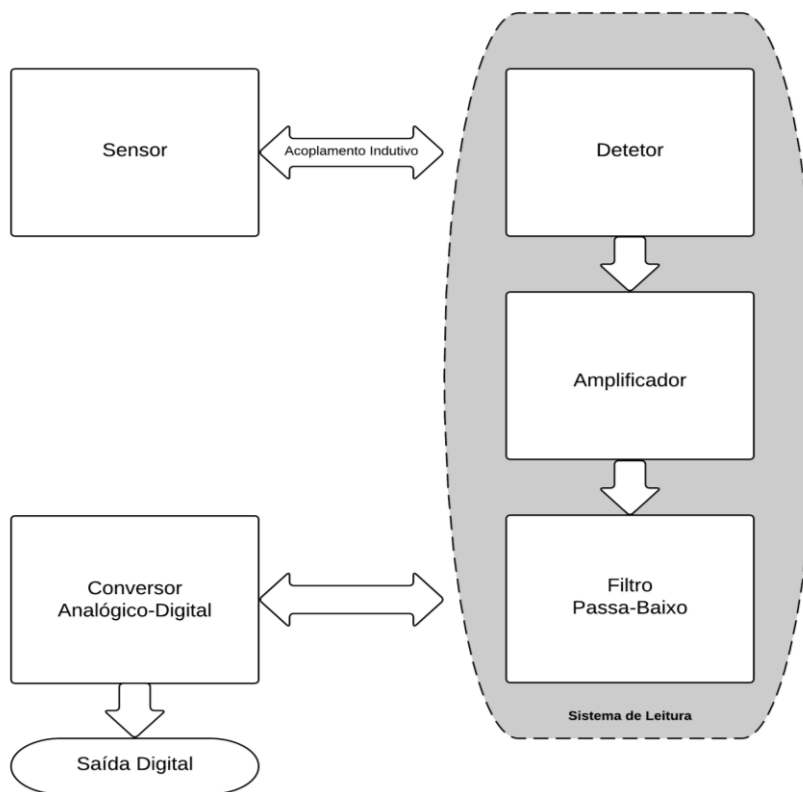 Sensor
Acoplamento Indutivo
Detetor
Amplificador
Conversor
Analógico-Digital
Filtro
Passa-Baixo
Sistema de Leitura
Saída Digital